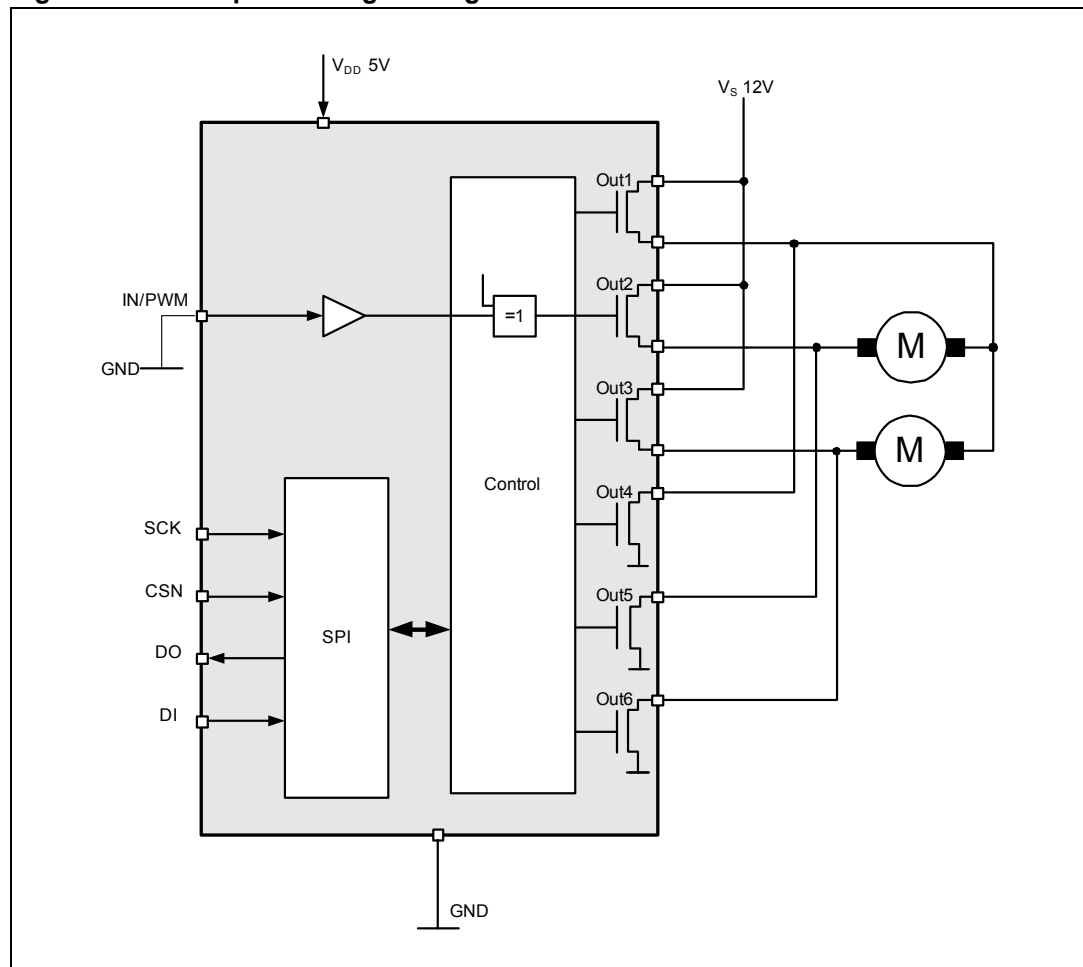 V_DD 5V
V_S 12V
Out1
IN/PWM
Out2
=1
GND
M
Out3
M
Control
Out4
SCK
CSN
Out5
SPI
DO
DI
Out6
GND